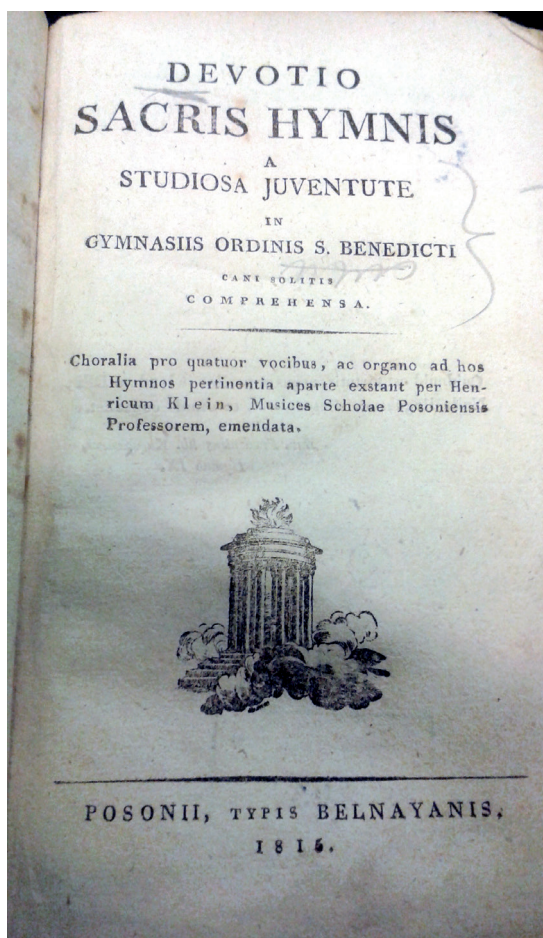 DEVOTIO
SACRIS HYMNIS
A
STUDIOSA JUVENTUTE
IN
GYMNASIIS ORDINIS S. BENEDICTI
CANI SOLITIS
COMPREHENSA.
Choralia pro quatuor vocibus, ac organo ad hos
Hymnos pertinentia aparte exstant per Hen-
ricum Klein, Musices Scholae Posoniensis
Professorem, emendata.
POSONII, TYPIS BELNAYANIS.